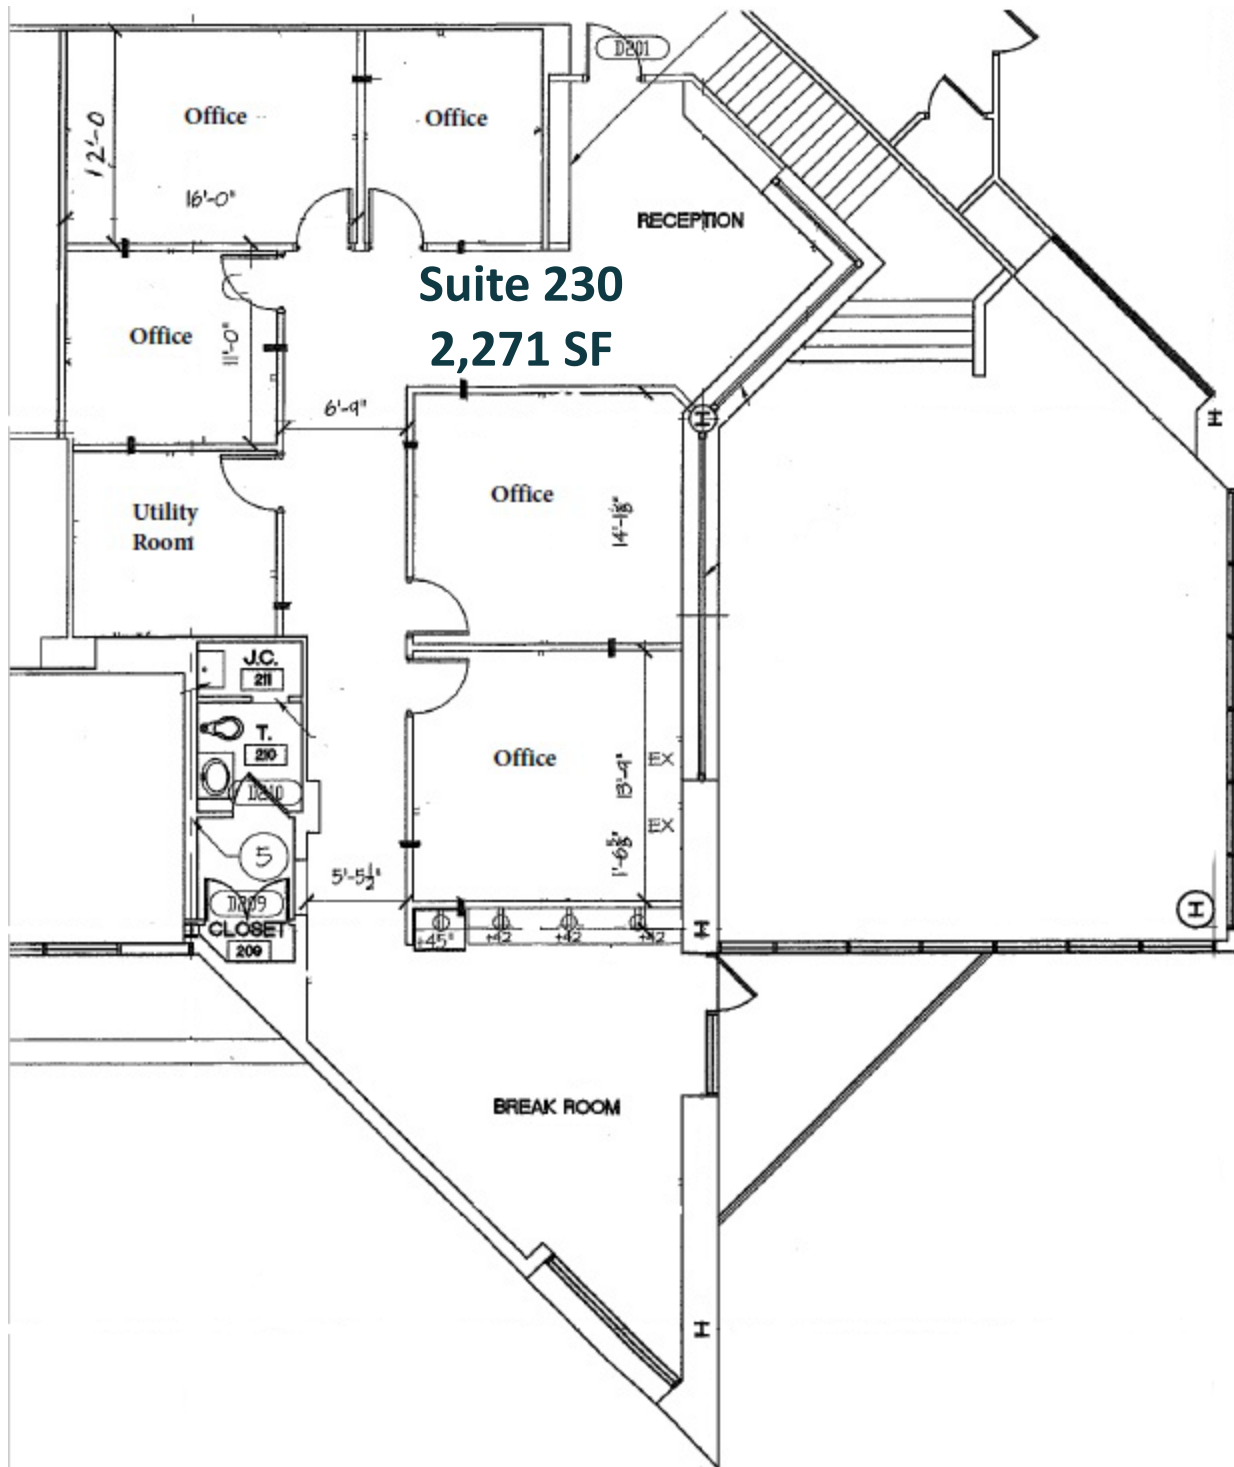 D201
Office
Office
12'-0
16'-0"
RECEPTION
Suite 230
2,271 SF
Office
11'-0"
6'-9"
H
H
Office
14'-1⅝"
Utility
Room
J.C.
211
T.
210
D210
Office
13'-9"
EX
EX
1'-6⅝"
5
5'-5½"
D209
CLOSET
209
+45"
+42
+42
+42
H
H
BREAK ROOM
H